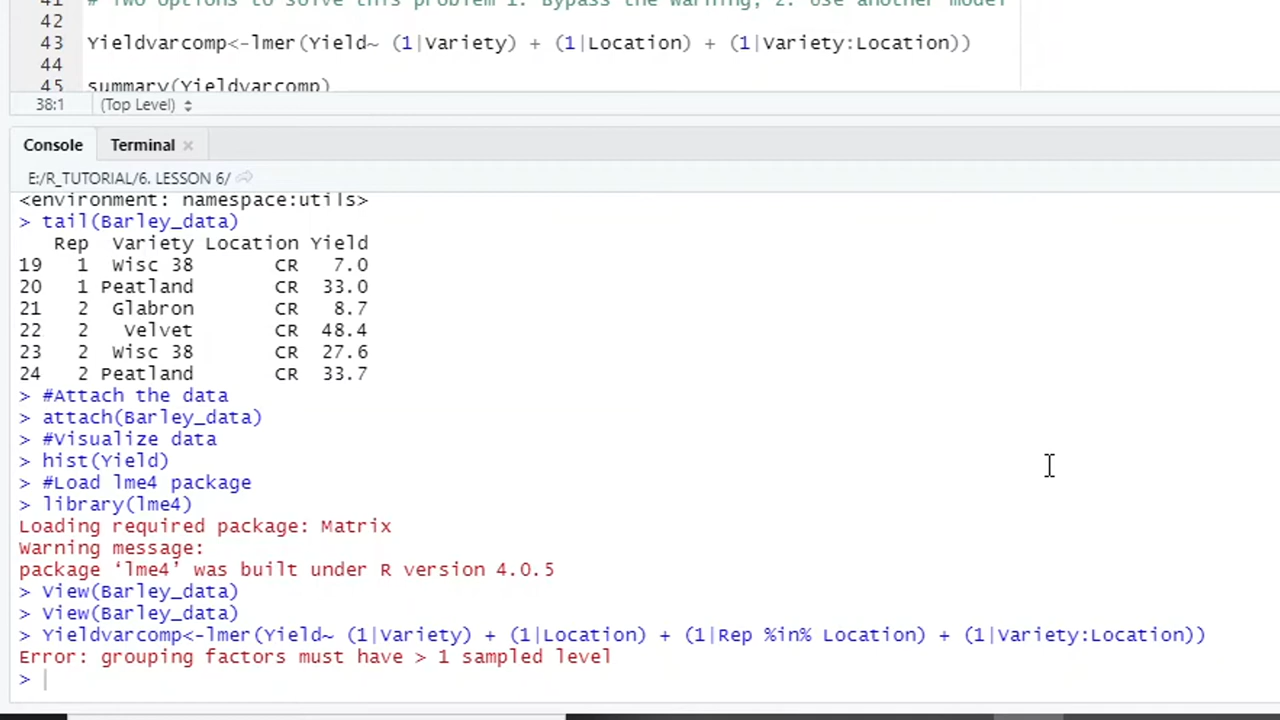 41 # Two options to solve this problem 1. Bypass the warning, 2. Use another model
42
43 Yieldvarcomp<-lmer(Yield~ (1|Variety) + (1|Location) + (1|Variety:Location))
44
45 summary(Yieldvarcomp)
38:1 (Top Level)
Console Terminal
E:/R_TUTORIAL/6. LESSON 6/
<environment: namespace:utils>
> tail(Barley_data)
Rep Variety Location Yield
19 1 Wisc 38 CR 7.0
20 1 Peatland CR 33.0
21 2 Glabron CR 8.7
22 2 Velvet CR 48.4
23 2 Wisc 38 CR 27.6
24 2 Peatland CR 33.7
> #Attach the data
> attach(Barley_data)
> #Visualize data
> hist(Yield)
> #Load lme4 package
> library(lme4)
Loading required package: Matrix
Warning message:
package ‘lme4’ was built under R version 4.0.5
> View(Barley_data)
> View(Barley_data)
> Yieldvarcomp<-lmer(Yield~ (1|Variety) + (1|Location) + (1|Rep %in% Location) + (1|Variety:Location))
Error: grouping factors must have > 1 sampled level
>